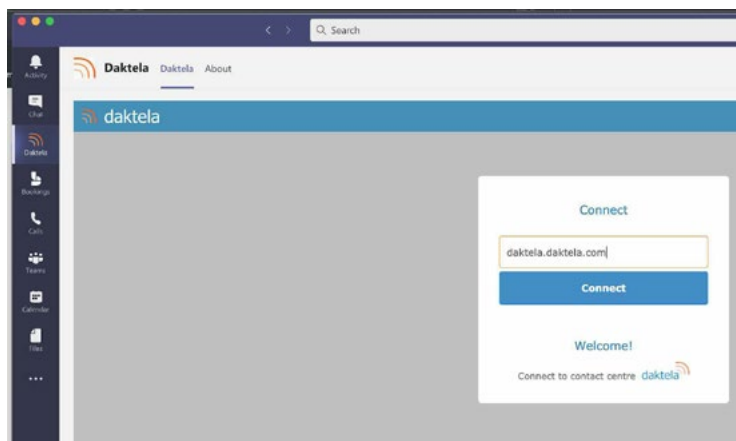 Search
Activity
Daktela Daktela About
Chat
daktela
Daktela
Bookings
Connect
Calls
daktela.daktela.com
Teams
Connect
Calendar
Files
Welcome!
Connect to contact centre daktela